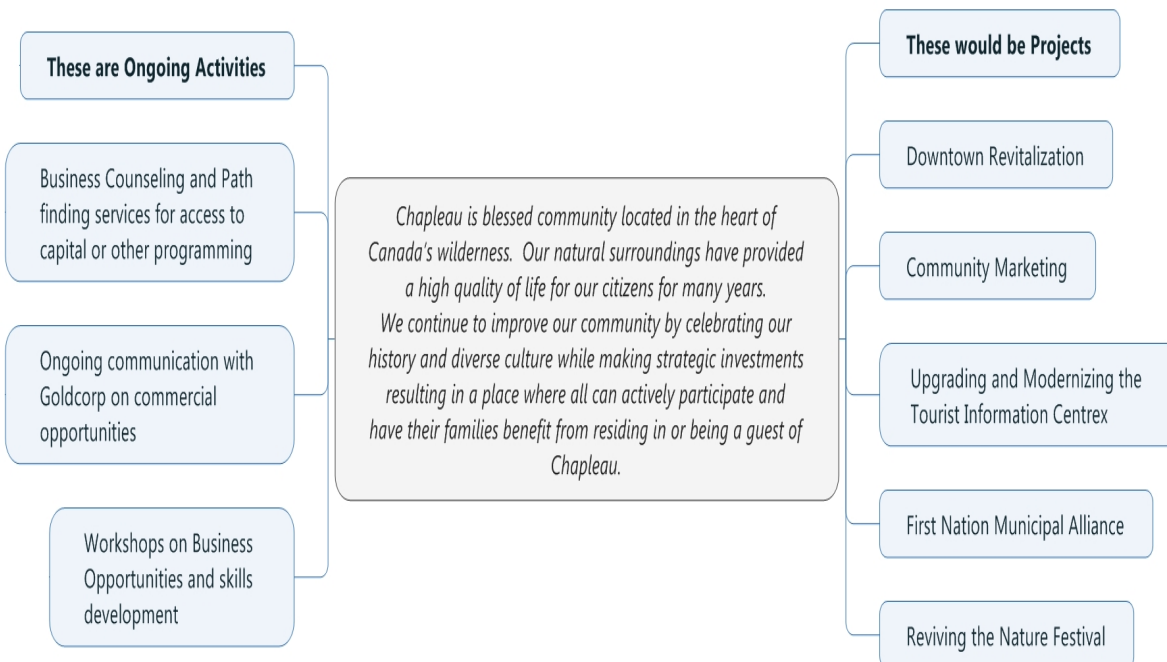 These are Ongoing Activities
Business Counseling and Path
finding services for access to
capital or other programming
Ongoing communication with
Goldcorp on commercial
opportunities
Workshops on Business
Opportunities and skills
development
Chapleau is blessed community located in the heart of
Canada's wilderness.  Our natural surroundings have provided
a high quality of life for our citizens for many years.
We continue to improve our community by celebrating our
history and diverse culture while making strategic investments
resulting in a place where all can actively participate and
have their families benefit from residing in or being a guest of
Chapleau.
These would be Projects
Downtown Revitalization
Community Marketing
Upgrading and Modernizing the
Tourist Information Centrex
First Nation Municipal Alliance
Reviving the Nature Festival